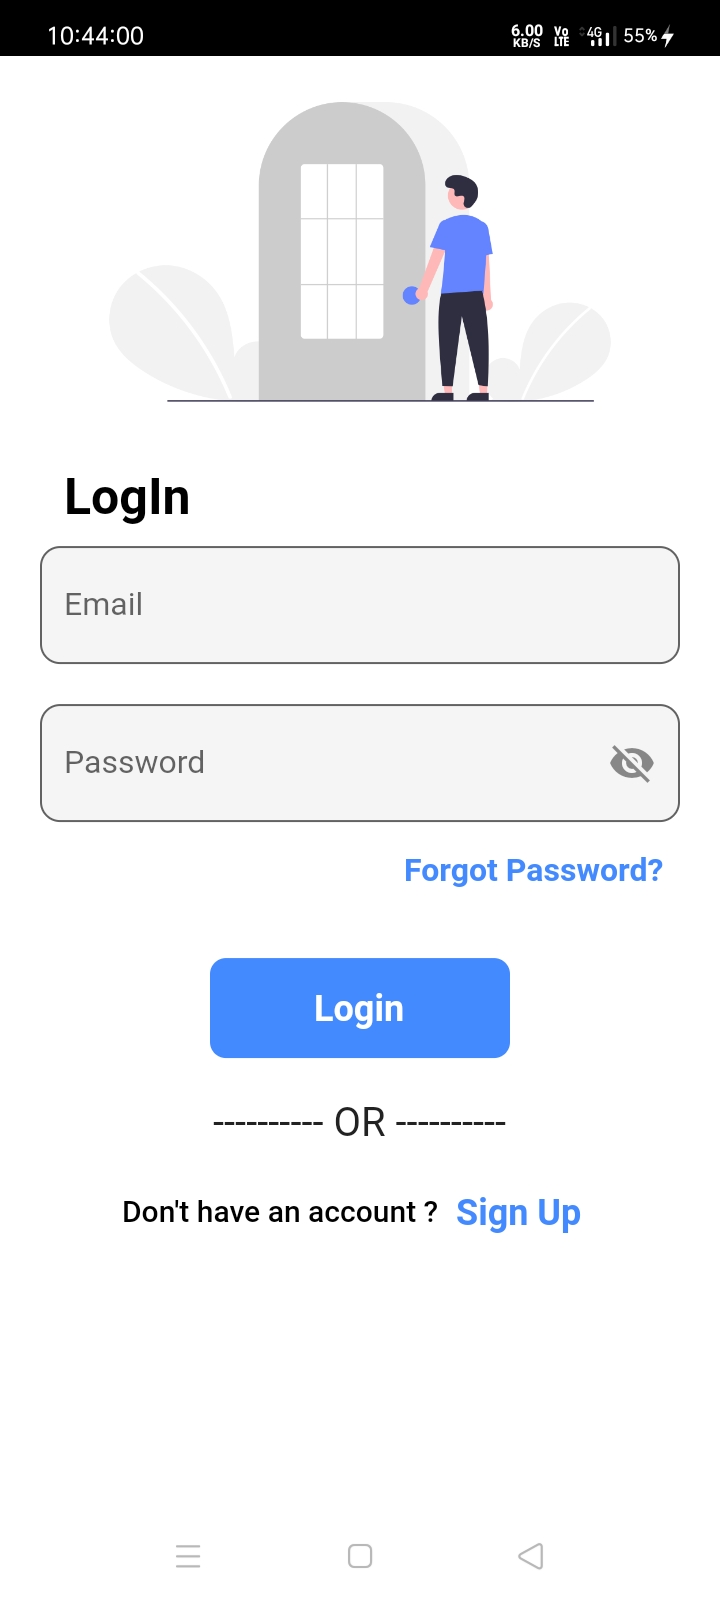 10:44:00 6.00 KB/S Vo LTE 4G 55%
LogIn
Email
Password
Forgot Password?
Login
---------- OR ----------
Don't have an account ? Sign Up